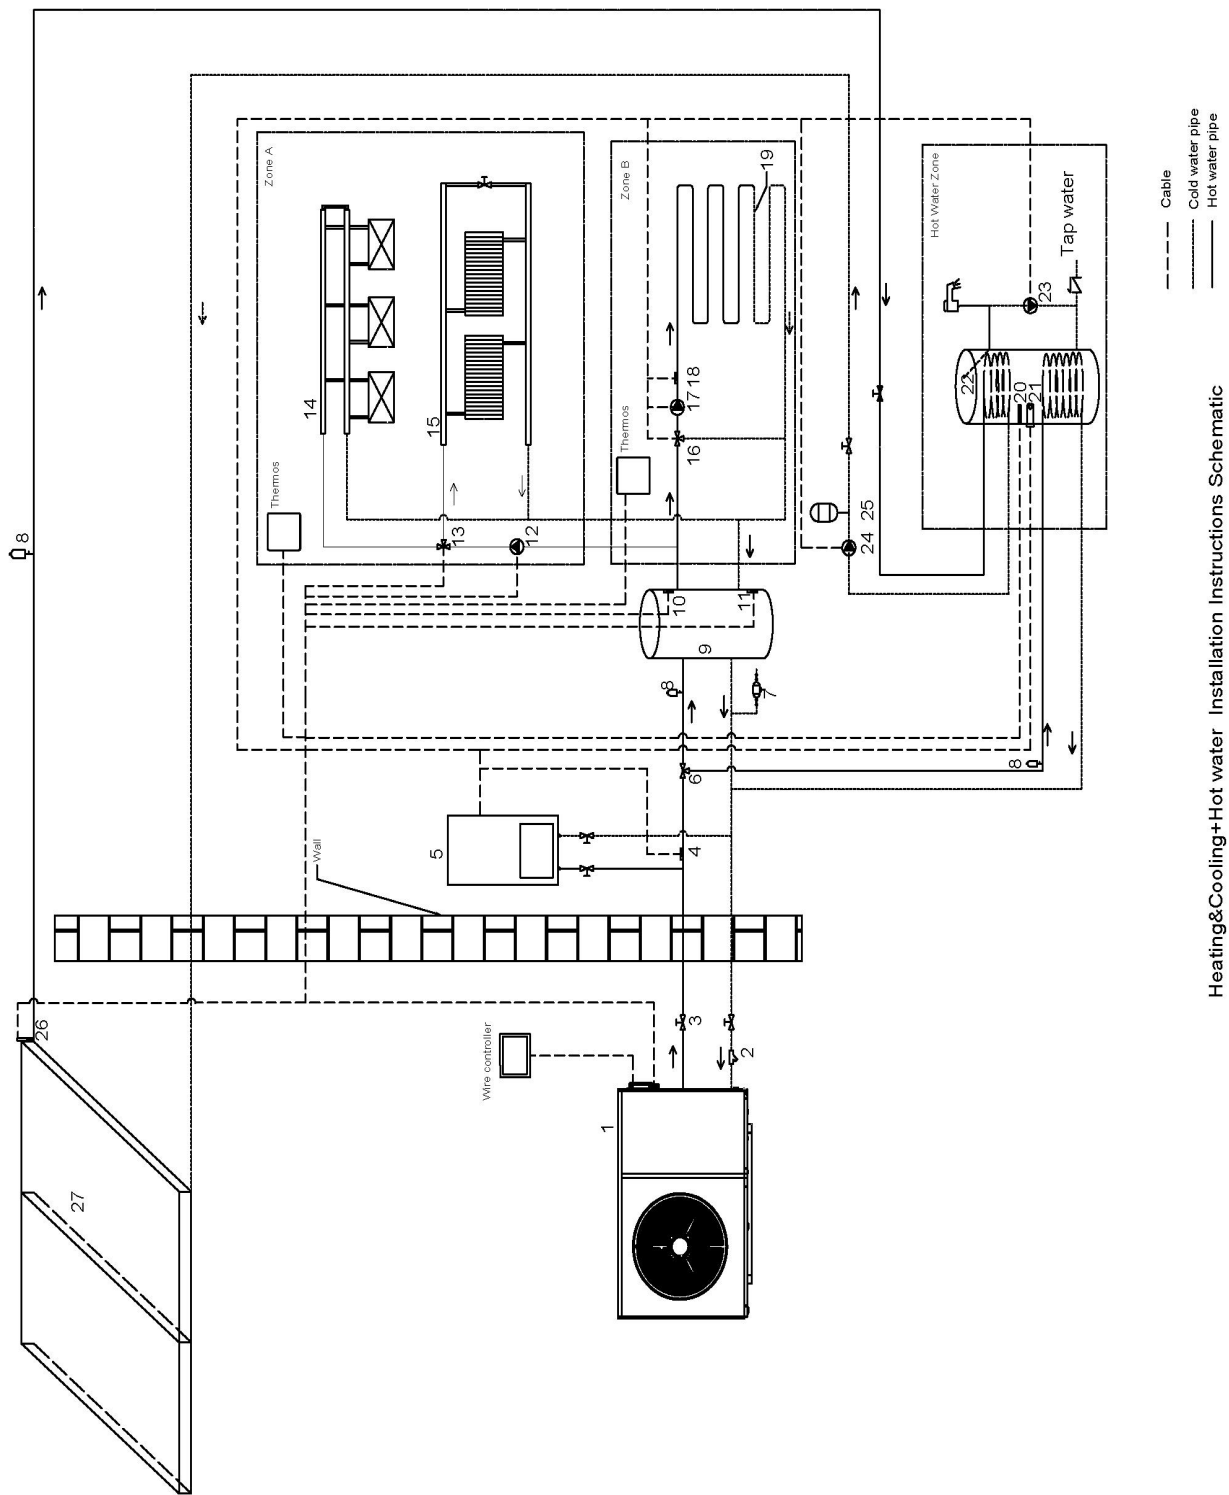 Heating&Cooling+Hot water Installation Instructions Schematic
Cable
Cold water pipe
Hot water pipe
Zone A
Thermos
14
15
13
12
Zone B
Thermos
16
17
18
19
Hot Water Zone
Tap water
20
21
22
23
24
25
8
8
8
9
10
11
7
6
5
4
Wall
3
2
Wire controller
1
26
27